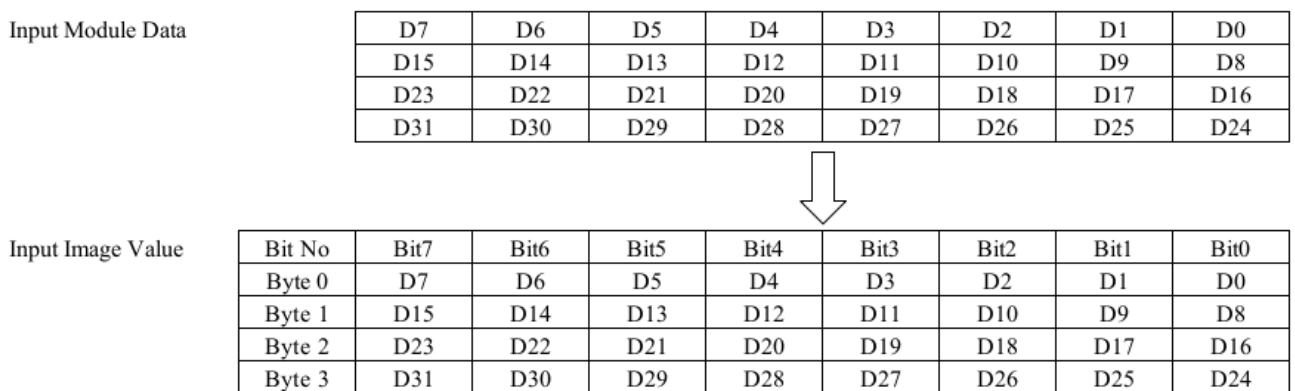 Input Module Data D7 D6 D5 D4 D3 D2 D1 D0
D15 D14 D13 D12 D11 D10 D9 D8
D23 D22 D21 D20 D19 D18 D17 D16
D31 D30 D29 D28 D27 D26 D25 D24
Input Image Value Bit No Bit7 Bit6 Bit5 Bit4 Bit3 Bit2 Bit1 Bit0
Byte 0 D7 D6 D5 D4 D3 D2 D1 D0
Byte 1 D15 D14 D13 D12 D11 D10 D9 D8
Byte 2 D23 D22 D21 D20 D19 D18 D17 D16
Byte 3 D31 D30 D29 D28 D27 D26 D25 D24